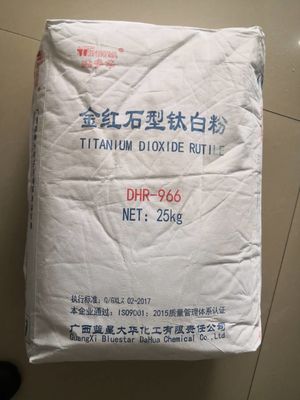 金红石型钛白粉
TITANIUM DIOXIDE RUTILE
DHR-966
NET: 25kg
执行标准: Q/GXLX 02-2017
本企业通过: ISO9001: 2015质量管理体系认证
广西蓝星大华化工有限责任公司
GuangXi Bluestar DaHua Chemical Co.,Ltd